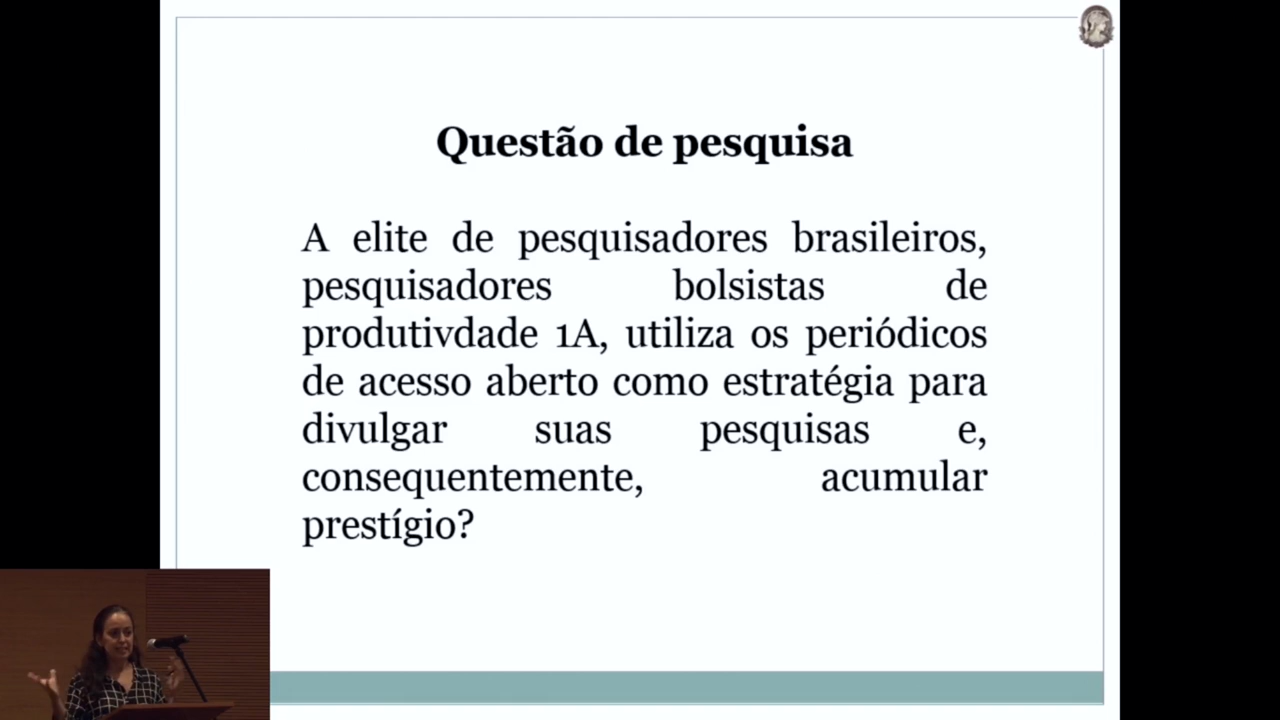 Questão de pesquisa
A elite de pesquisadores brasileiros,
pesquisadores bolsistas de
produtivdade 1A, utiliza os periódicos
de acesso aberto como estratégia para
divulgar suas pesquisas e,
consequentemente, acumular
prestígio?